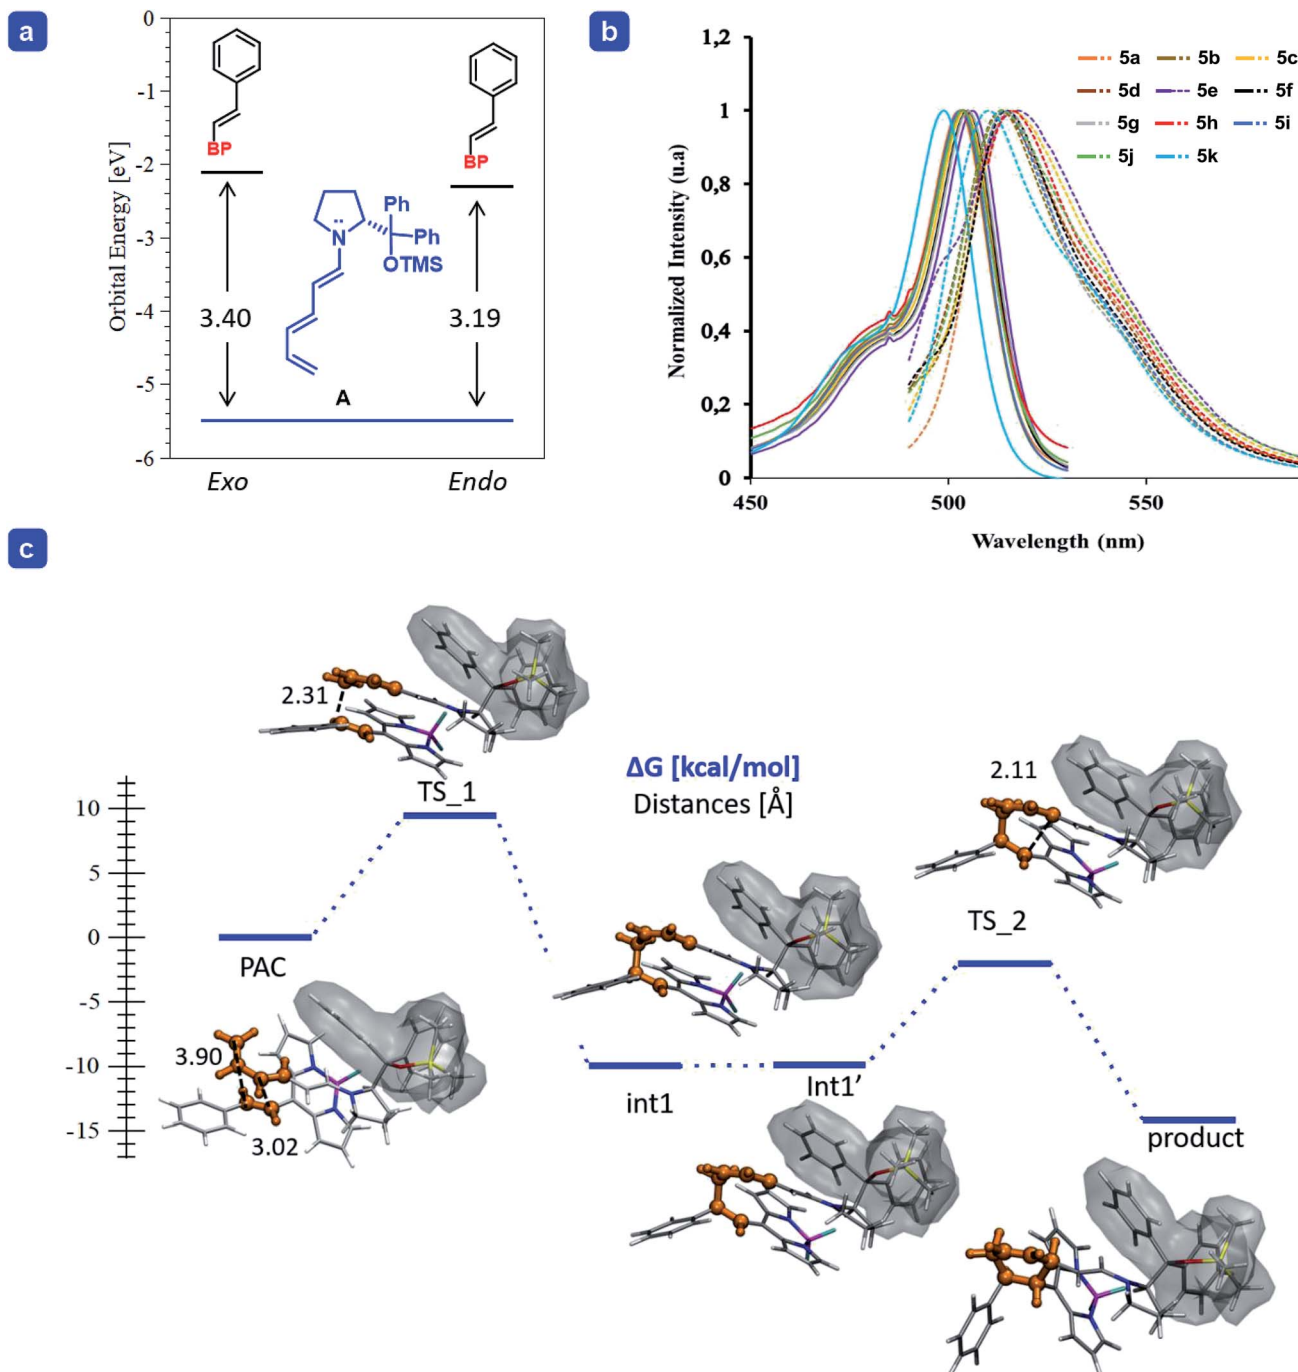 a
0
-1
-2
-3
-4
-5
-6
Orbital Energy [eV]
BP
BP
Ph
Ph
N
OTMS
3.40
3.19
A
Exo
Endo
b
1,2
1
0,8
0,6
0,4
0,2
0
Normalized Intensity (u.a)
5a 5b 5c
5d 5e 5f
5g 5h 5i
5j 5k
450 500 550
Wavelength (nm)
c
2.31
TS_1
ΔG [kcal/mol]
Distances [Å]
2.11
TS_2
10
5
0
-5
-10
-15
PAC
3.90
3.02
int1
Int1’
product